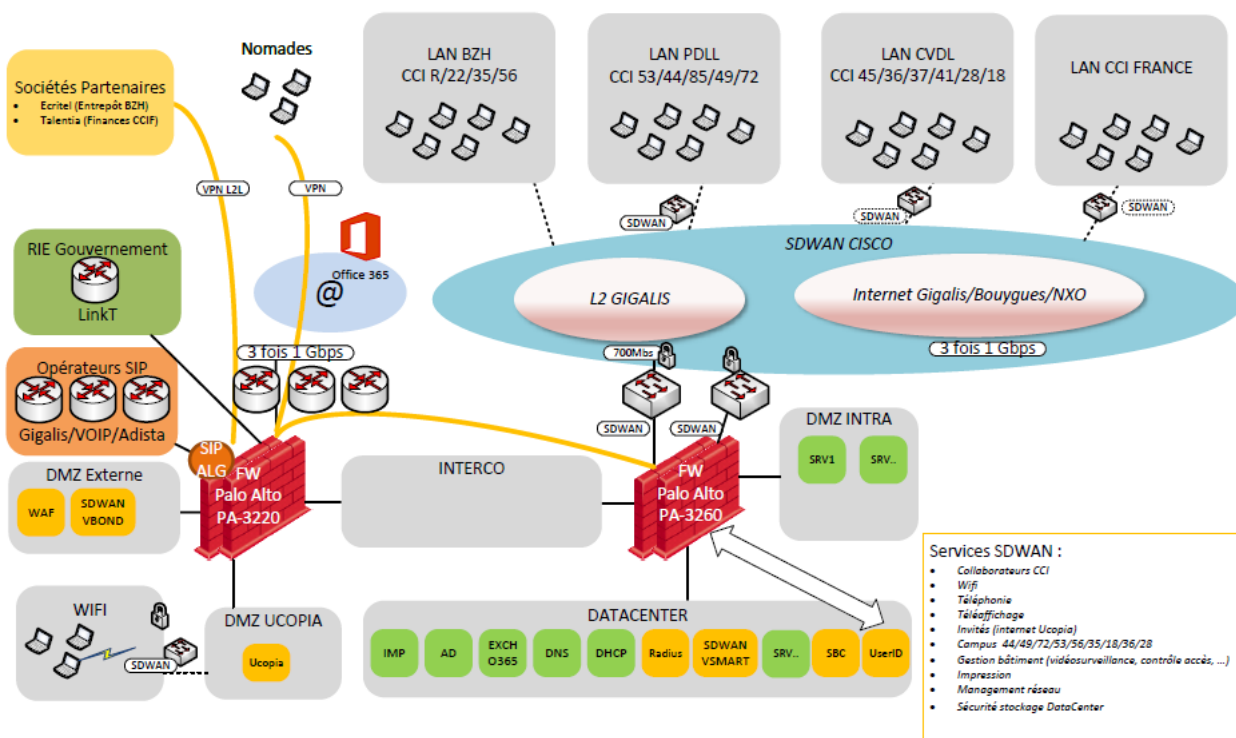 Nomades
Sociétés Partenaires
• Ecritel (Entrepôt BZH)
• Talentia (Finances CCIF)
LAN BZH
CCI R/22/35/56
LAN PDLL
CCI 53/44/85/49/72
LAN CVDL
CCI 45/36/37/41/28/18
LAN CCI FRANCE
VPN L2L
VPN
SDWAN
SDWAN
SDWAN
RIE Gouvernement
LinkT
Office 365
@
SDWAN CISCO
L2 GIGALIS
Internet Gigalis/Bouygues/NXO
3 fois 1 Gbps
700Mbs
3 fois 1 Gbps
Opérateurs SIP
Gigalis/VOIP/Adista
SDWAN
SDWAN
SIP
ALG
FW
Palo Alto
PA-3220
INTERCO
FW
Palo Alto
PA-3260
DMZ INTRA
SRV1
SRV..
DMZ Externe
WAF
SDWAN
VBOND
WIFI
SDWAN
DMZ UCOPIA
Ucopia
DATACENTER
IMP
AD
EXCH
O365
DNS
DHCP
Radius
SDWAN
VSMART
SRV..
SBC
UserID
Services SDWAN :
• Collaborateurs CCI
• Wifi
• Téléphonie
• Téléaffichage
• Invités (internet Ucopia)
• Campus 44/49/72/53/56/35/18/36/28
• Gestion bâtiment (vidéosurveillance, contrôle accès, ...)
• Impression
• Management réseau
• Sécurité stockage DataCenter